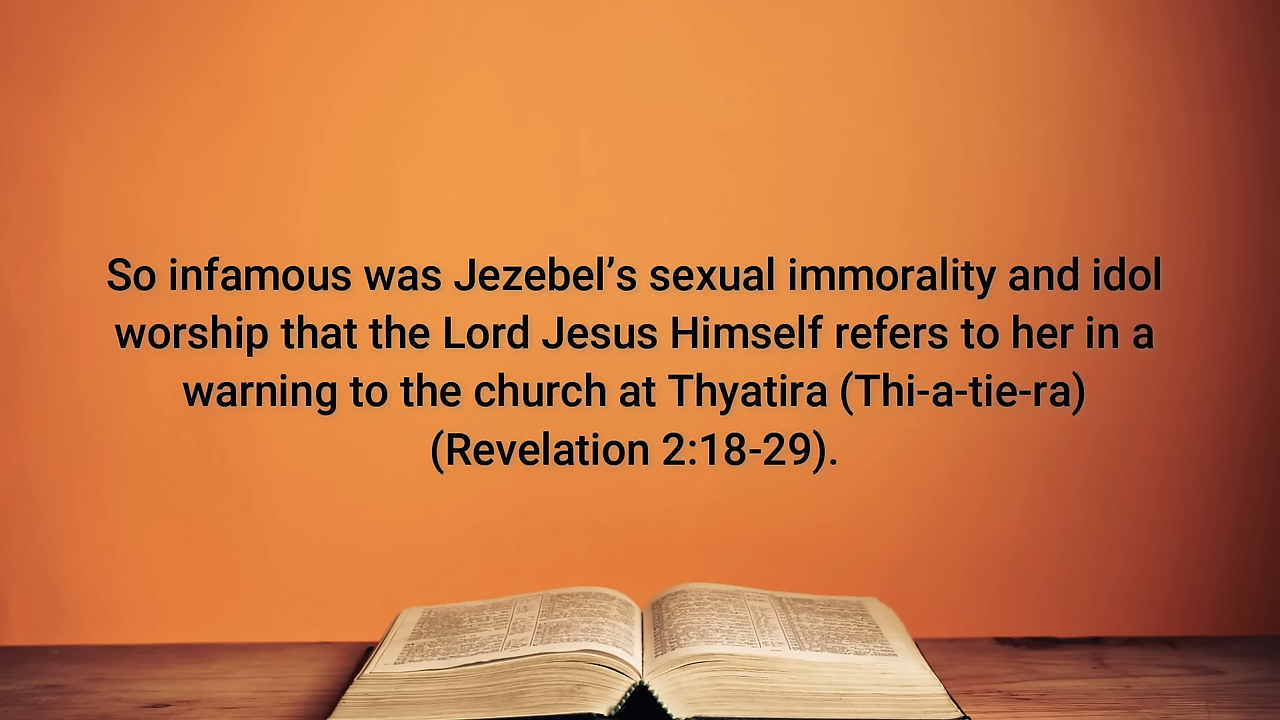 So infamous was Jezebel’s sexual immorality and idol
worship that the Lord Jesus Himself refers to her in a
warning to the church at Thyatira (Thi-a-tie-ra)
(Revelation 2:18-29).